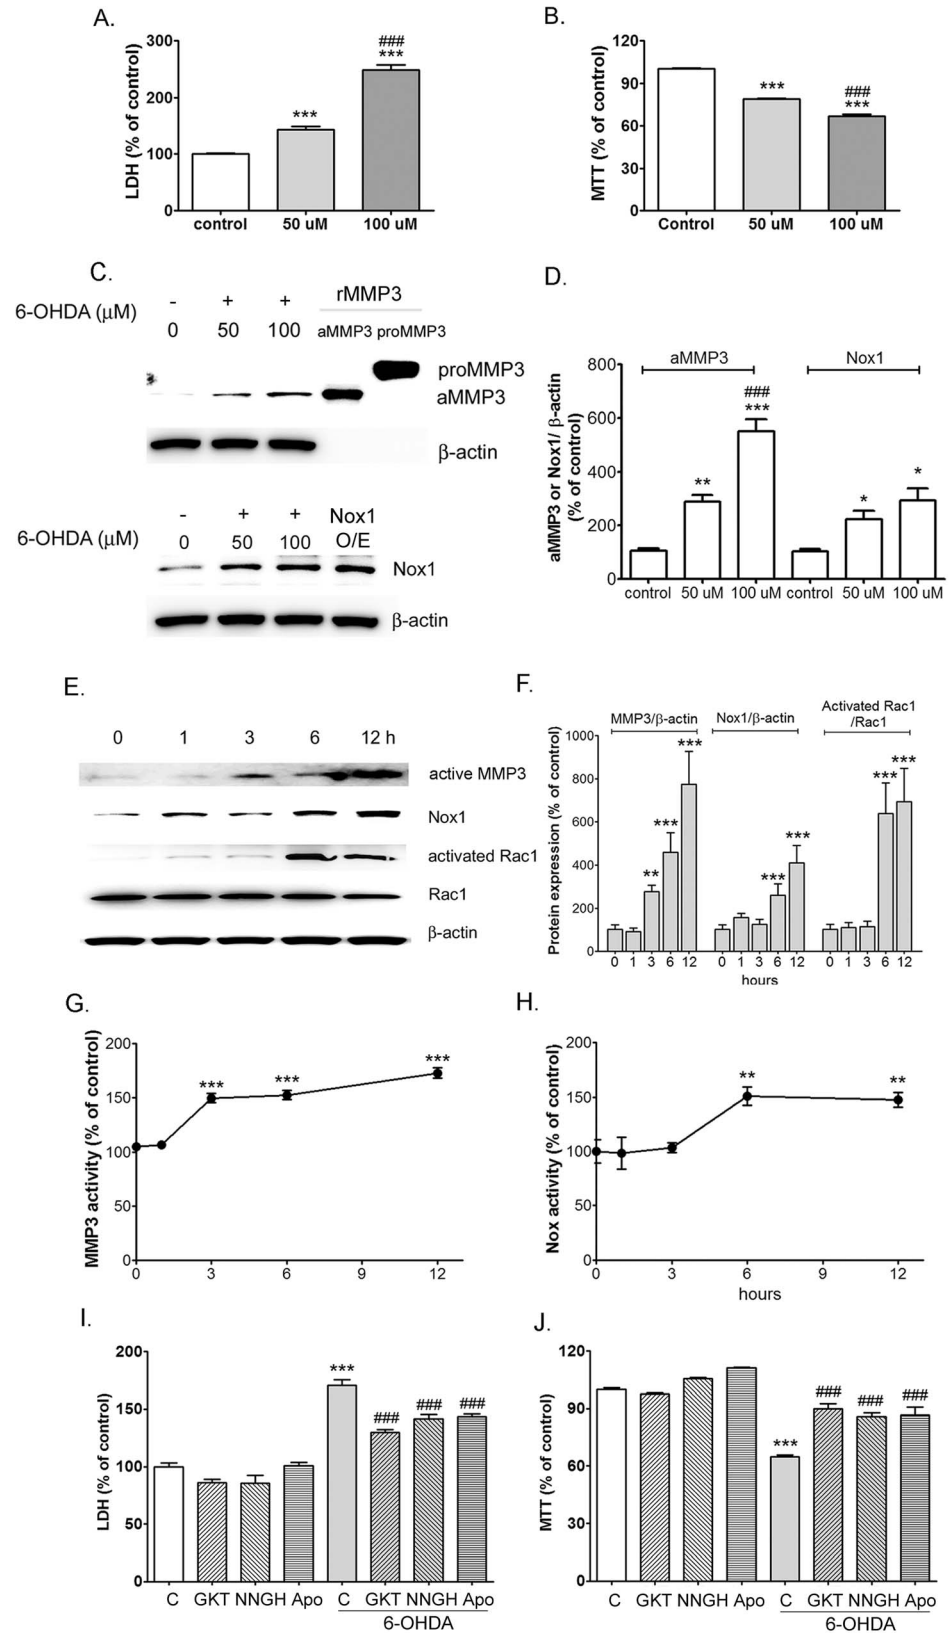 A.
LDH (% of control)
300
200
100
0
###
***
***
control 50 uM 100 uM
B.
MTT (% of control)
120
90
60
30
0
***
###
***
Control 50 uM 100 uM
C.
6-OHDA (μM)
- + + rMMP3
0 50 100 aMMP3 proMMP3
proMMP3
aMMP3
β-actin
6-OHDA (μM)
- + + Nox1
0 50 100 O/E
Nox1
β-actin
D.
aMMP3 or Nox1/ β-actin
(% of control)
800
600
400
200
0
aMMP3 Nox1
###
***
**
*
*
control 50 uM 100 uM control 50 uM 100 uM
E.
0 1 3 6 12 h
active MMP3
Nox1
activated Rac1
Rac1
β-actin
F.
Protein expression (% of control)
1000
800
600
400
200
0
MMP3/β-actin Nox1/β-actin Activated Rac1
/Rac1
** *** ***
*** ***
*** ***
0 1 3 6 12 0 1 3 6 12 0 1 3 6 12
hours
G.
MMP3 activity (% of control)
200
150
100
50
0
*** *** ***
0 3 6 9 12
H.
Nox activity (% of control)
200
150
100
50
0
** **
0 3 6 9 12
hours
I.
LDH (% of control)
200
150
100
50
0
*** ### ### ###
C GKT NNGH Apo C GKT NNGH Apo
6-OHDA
J.
MTT (% of control)
120
90
60
30
0
*** ### ### ###
C GKT NNGH Apo C GKT NNGH Apo
6-OHDA